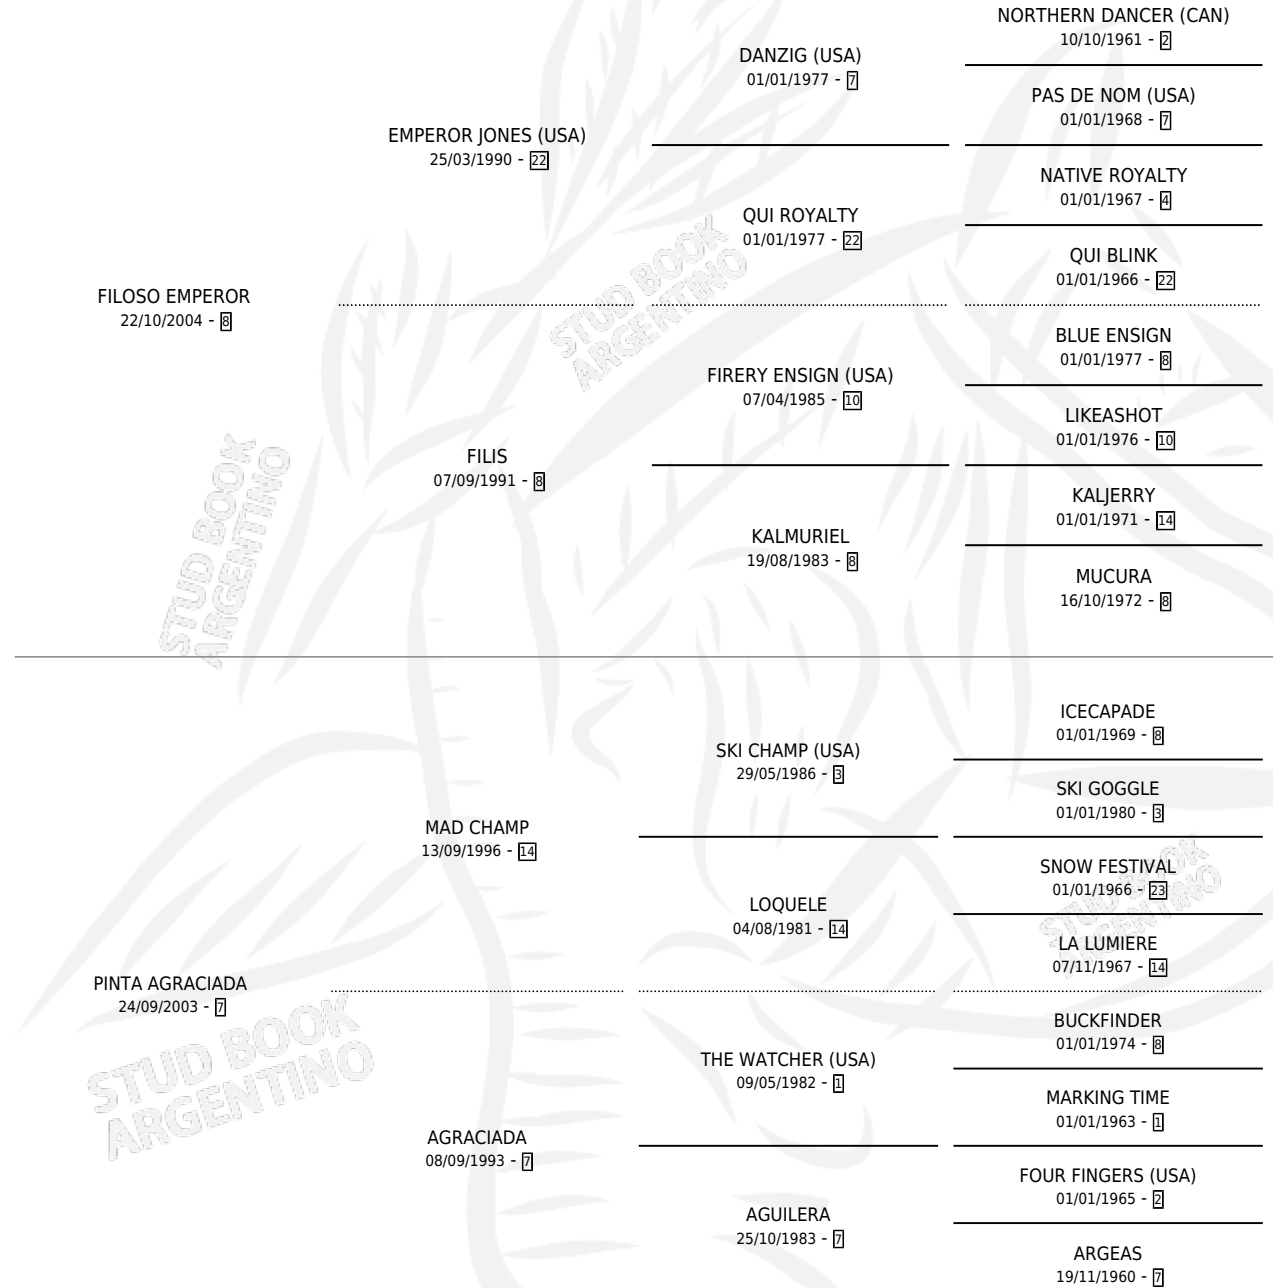 NORTHERN DANCER (CAN)
10/10/1961 - 2
DANZIG (USA)
01/01/1977 - 7
PAS DE NOM (USA)
01/01/1968 - 7
EMPEROR JONES (USA)
25/03/1990 - 22
NATIVE ROYALTY
01/01/1967 - 4
QUI ROYALTY
01/01/1977 - 22
QUI BLINK
01/01/1966 - 22
FILOSO EMPEROR
22/10/2004 - 8
BLUE ENSIGN
01/01/1977 - 8
FIRERY ENSIGN (USA)
07/04/1985 - 10
LIKEASHOT
01/01/1976 - 10
FILIS
07/09/1991 - 8
KALJERRY
01/01/1971 - 14
KALMURIEL
19/08/1983 - 8
MUCURA
16/10/1972 - 8
ICECAPADE
01/01/1969 - 8
SKI CHAMP (USA)
29/05/1986 - 3
SKI GOGGLE
01/01/1980 - 3
MAD CHAMP
13/09/1996 - 14
SNOW FESTIVAL
01/01/1966 - 23
LOQUELE
04/08/1981 - 14
LA LUMIERE
07/11/1967 - 14
PINTA AGRACIADA
24/09/2003 - 7
BUCKFINDER
01/01/1974 - 8
THE WATCHER (USA)
09/05/1982 - 1
MARKING TIME
01/01/1963 - 1
AGRACIADA
08/09/1993 - 7
FOUR FINGERS (USA)
01/01/1965 - 2
AGUILERA
25/10/1983 - 7
ARGEAS
19/11/1960 - 7
STUD BOOK
ARGENTINO
STUD BOOK
ARGENTINO
STUD BOOK
ARGENTINO
STUD BOOK
ARGENTINO